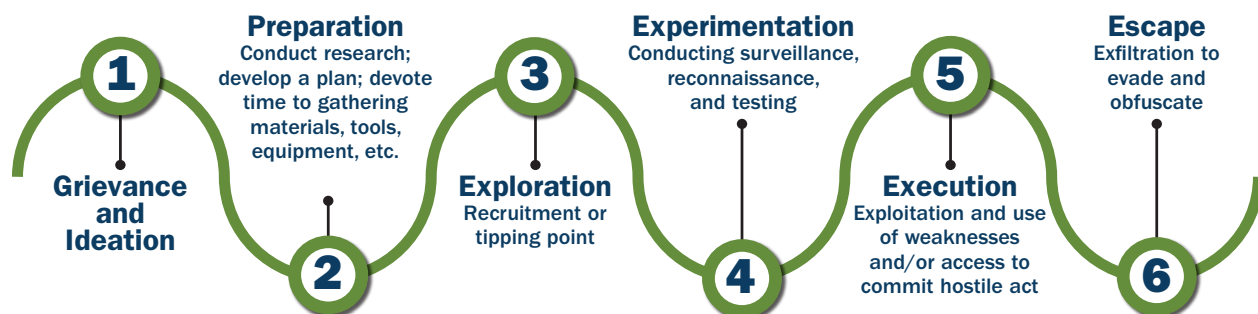 1
Grievance
and
Ideation
Preparation
Conduct research;
develop a plan; devote
time to gathering
materials, tools,
equipment, etc.
2
3
Exploration
Recruitment or
tipping point
Experimentation
Conducting surveillance,
reconnaissance,
and testing
4
5
Execution
Exploitation and use
of weaknesses
and/or access to
commit hostile act
Escape
Exfiltration to
evade and
obfuscate
6